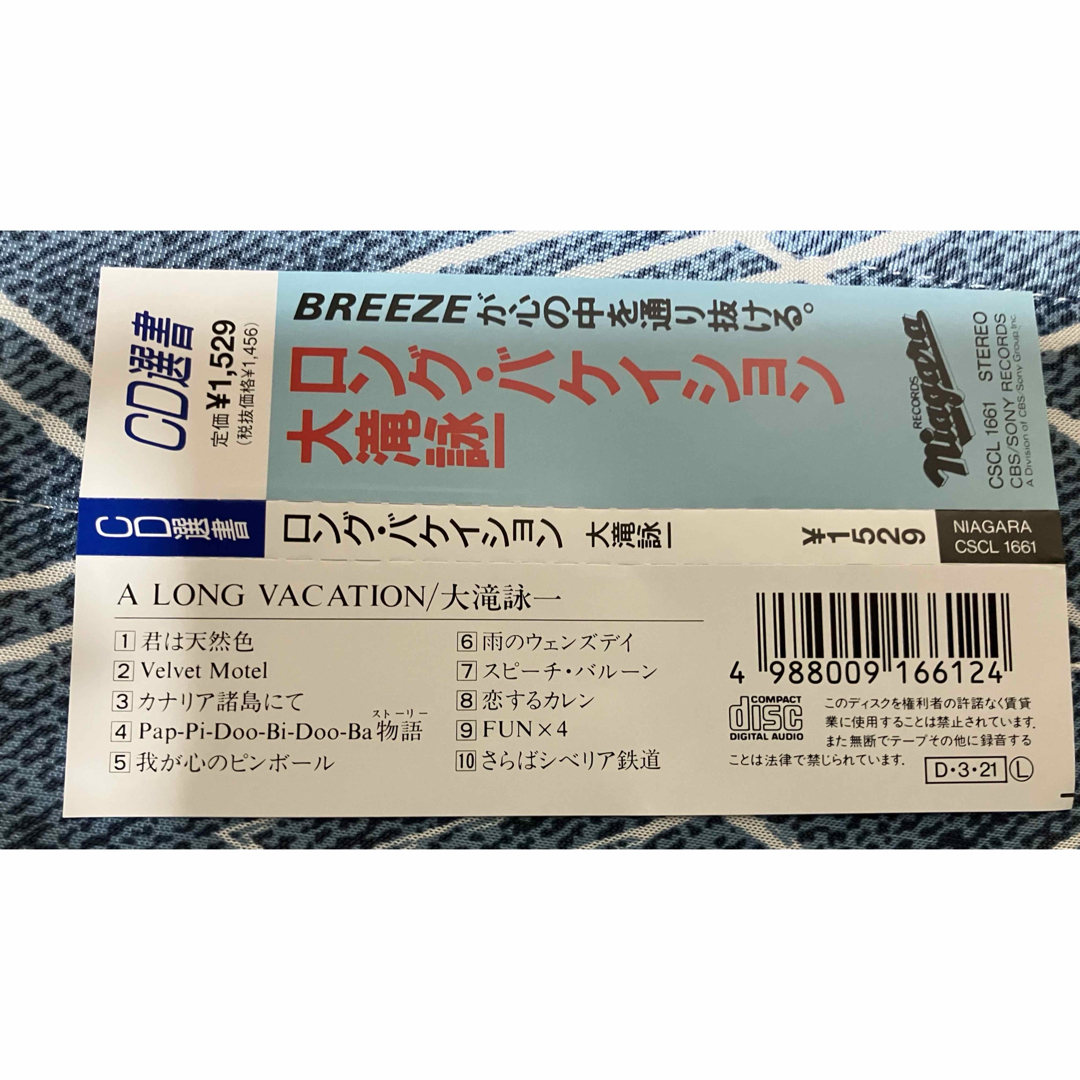 CD選書
定価¥1,529
(税抜価格¥1,456)
BREEZEが心の中を通り抜ける。
ロング・バケイション
大滝詠一
RECORDS
Niagara
CSCL 1661 STEREO
CBS/SONY RECORDS
A Division of CBS/Sony Group Inc.
CD選書
ロング・バケイション 大滝詠一
¥1529
NIAGARA
CSCL 1661
A LONG VACATION/大滝詠一
1 君は天然色
2 Velvet Motel
3 カナリア諸島にて
ストーリー
4 Pap-Pi-Doo-Bi-Doo-Ba物語
5 我が心のピンボール
6 雨のウェンズデイ
7 スピーチ・バルーン
8 恋するカレン
9 FUN×4
10 さらばシベリア鉄道
4 988009 166124
COMPACT
disc
DIGITAL AUDIO
このディスクを権利者の許諾なく賃貸
業に使用することは禁止されています。
また無断でテープその他に録音する
ことは法律で禁じられています。
D・3・21 L